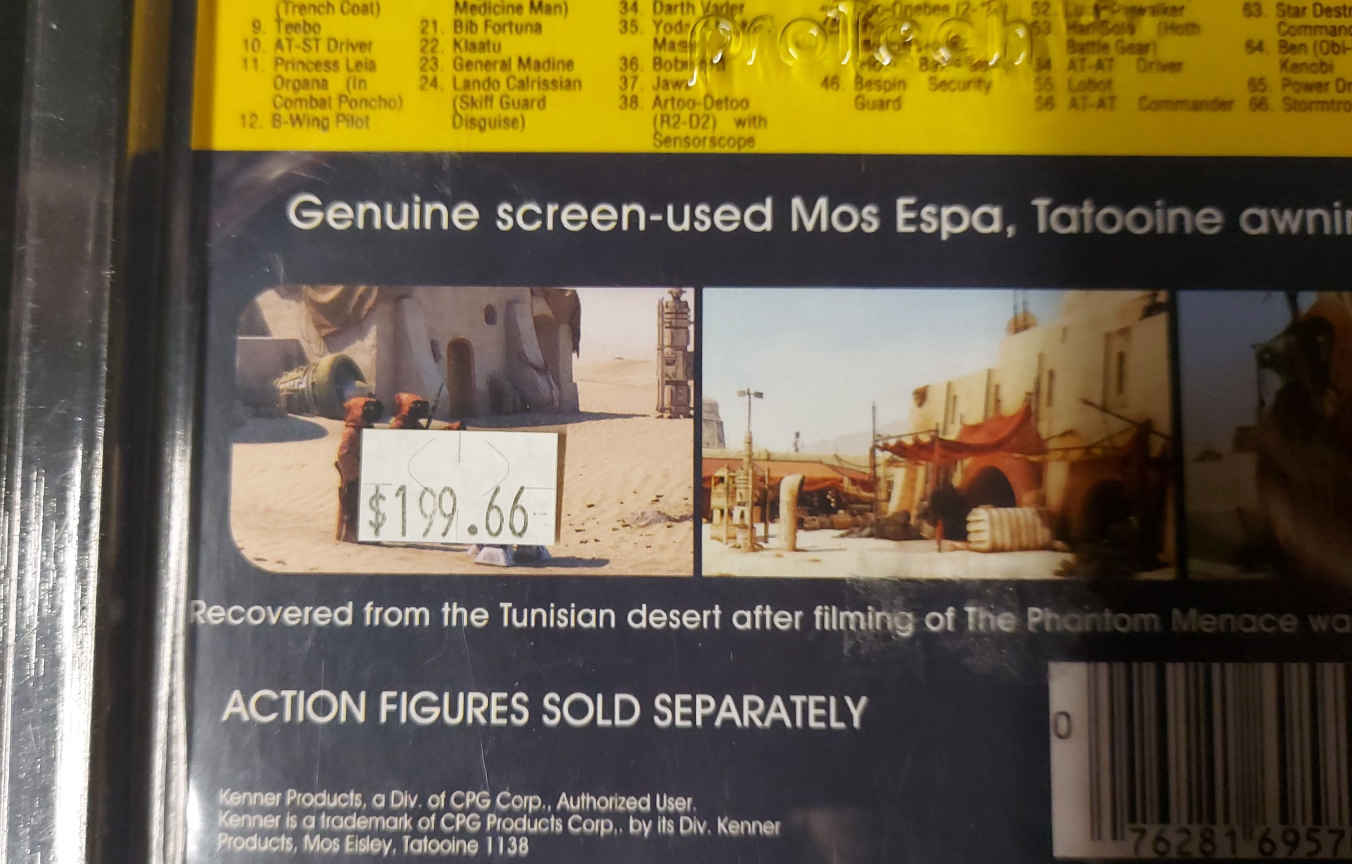 (Trench Coat)
9. Teebo
10. AT-ST Driver
11. Princess Leia
Organa (In
Combat Poncho)
12. B-Wing Pilot
Medicine Man)
21. Bib Fortuna
22. Klaatu
23. General Madine
24. Lando Calrissian
(Skiff Guard
Disguise)
34. Darth Vader
35.
36.
37.
38. Artoo-Detoo
(R2-D2) with
Sensorscope
proTech
46. Bespin Security
Guard
52.
53 Han Solo (Hoth
Battle Gear)
54 AT-AT Driver
55 Lobot
56 AT-AT Commander
63. Star Destr
Command
64. Ben (Obi-
Kenobi
65. Power Dr
66. Stormtro
Genuine screen-used Mos Espa, Tatooine awnin
$199.66
Recovered from the Tunisian desert after filming of The Phantom Menace wa
ACTION FIGURES SOLD SEPARATELY
Kenner Products, a Div. of CPG Corp., Authorized User.
Kenner is a trademark of CPG Products Corp,. by its Div. Kenner
Products, Mos Eisley, Tatooine 1138
0
76281 6957